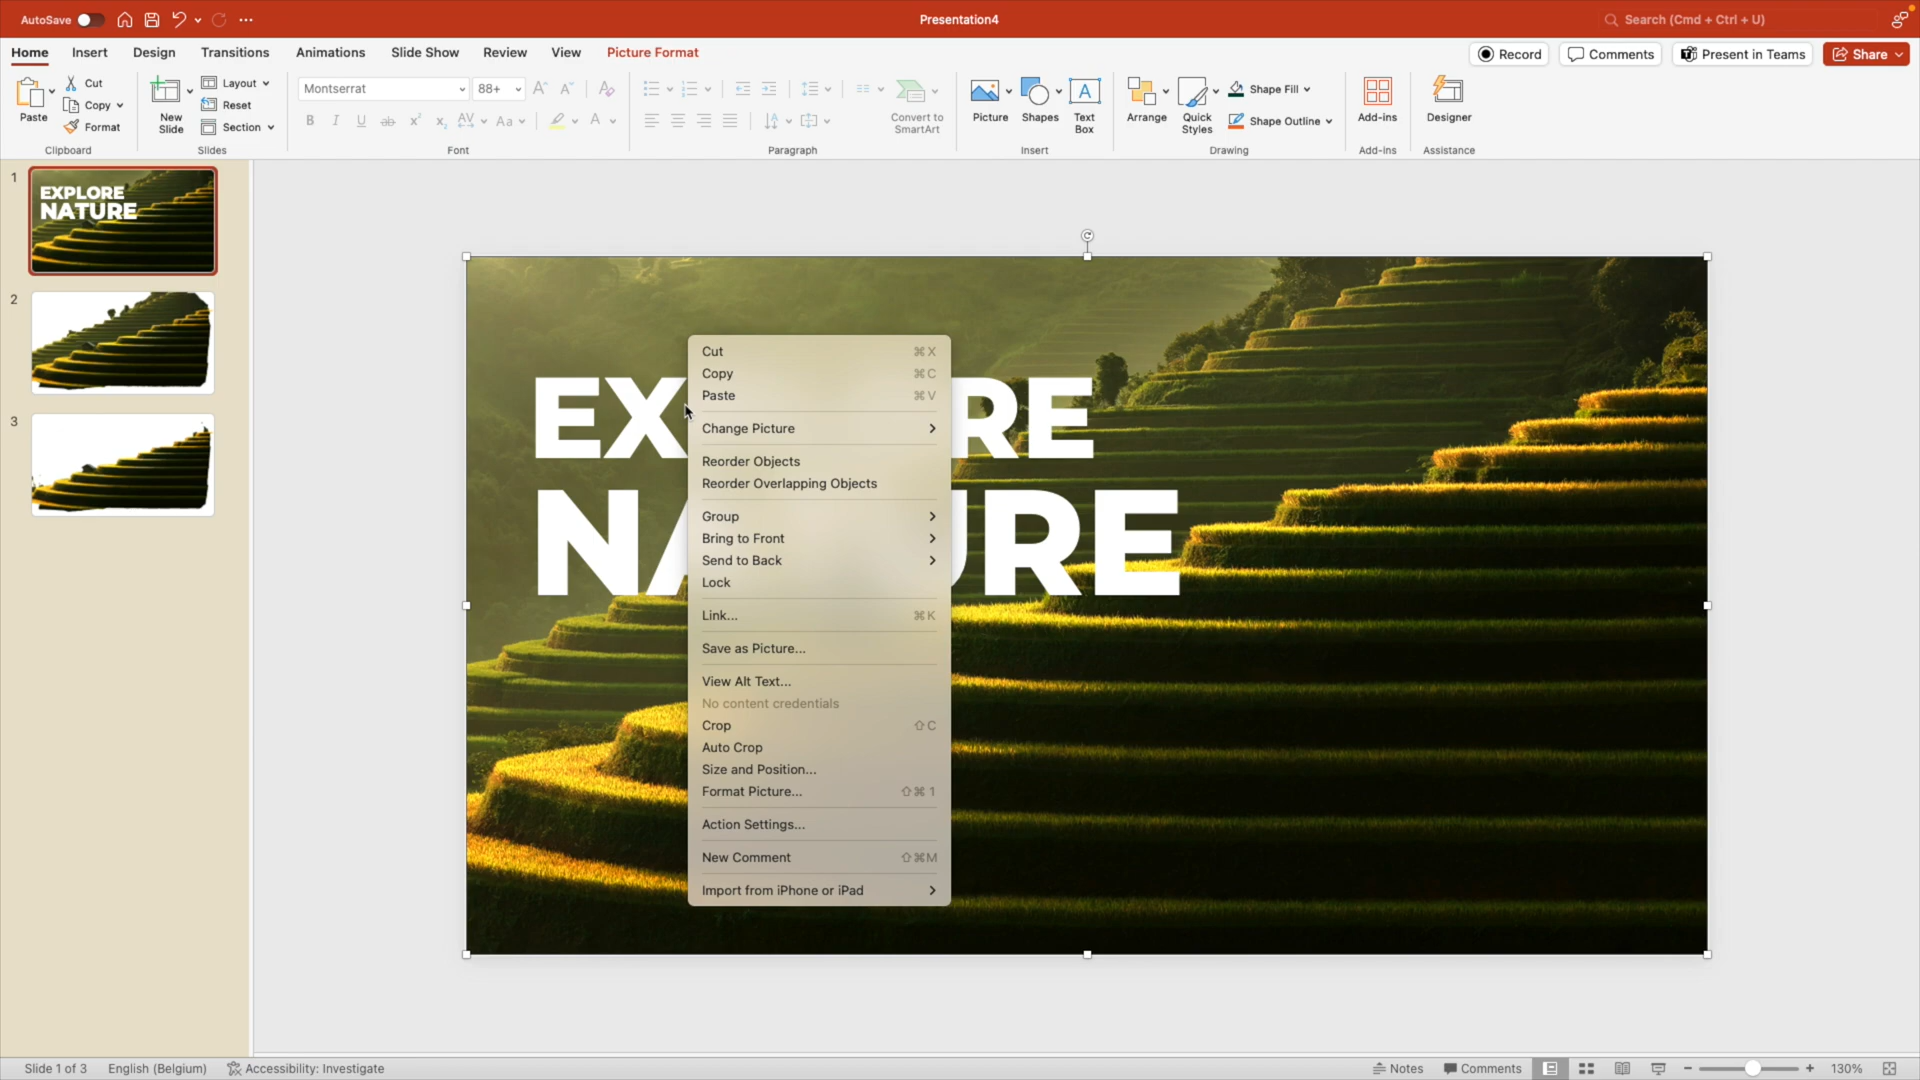 AutoSave
Presentation4
Search (Cmd + Ctrl + U)
Home Insert Design Transitions Animations Slide Show Review View Picture Format
Record Comments Present in Teams Share
Paste
Cut
Copy
Format
Clipboard
New
Slide
Layout
Reset
Section
Slides
Montserrat 88+
Font
Paragraph
Convert to
SmartArt
Picture
Shapes
Text
Box
Insert
Arrange
Quick
Styles
Shape Fill
Shape Outline
Drawing
Add-ins
Add-ins
Designer
Assistance
1
EXPLORE
NATURE
2
3
Cut ⌘X
Copy ⌘C
Paste ⌘V
Change Picture
Reorder Objects
Reorder Overlapping Objects
Group
Bring to Front
Send to Back
Lock
Link... ⌘K
Save as Picture...
View Alt Text...
No content credentials
Crop ⇧C
Auto Crop
Size and Position...
Format Picture... ⇧⌘1
Action Settings...
New Comment ⇧⌘M
Import from iPhone or iPad
Slide 1 of 3 English (Belgium) Accessibility: Investigate
Notes Comments 130%